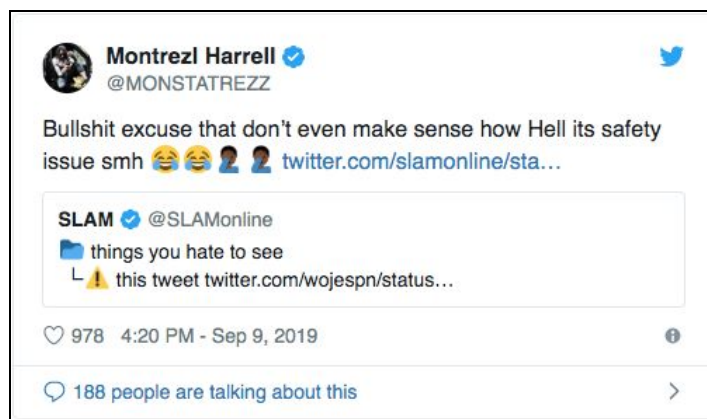 Montrezl Harrell
@MONSTATREZZ
Bullshit excuse that don’t even make sense how Hell its safety
issue smh 😂😂🤦🏿‍♂️🤦🏿‍♂️ twitter.com/slamonline/sta…
SLAM @SLAMonline
📂 things you hate to see
└⚠️ this tweet twitter.com/wojespn/status…
978 4:20 PM - Sep 9, 2019
188 people are talking about this